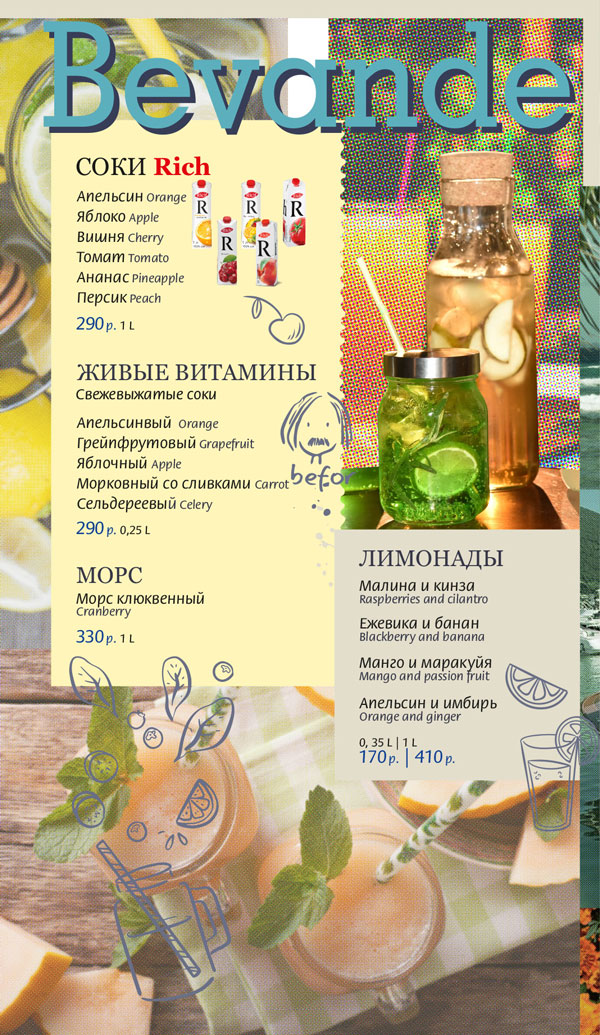 Bevande
СОКИ Rich
Апельсин Orange
Яблоко Apple
Вишня Cherry
Томат Tomato
Ананас Pineapple
Персик Peach
290 р. 1 L
ЖИВЫЕ ВИТАМИНЫ
Свежевыжатые соки
Апельсинвый Orange
Грейпфрутовый Grapefruit
Яблочный Apple
Морковный со сливками Carrot
Сельдереевый Celery
290 р. 0,25 L
befor
МОРС
Морс клюквенный
Cranberry
330 р. 1 L
ЛИМОНАДЫ
Малина и кинза
Raspberries and cilantro
Ежевика и банан
Blackberry and banana
Манго и маракуйя
Mango and passion fruit
Апельсин и имбирь
Orange and ginger
0, 35 L | 1 L
170 р. | 410 р.